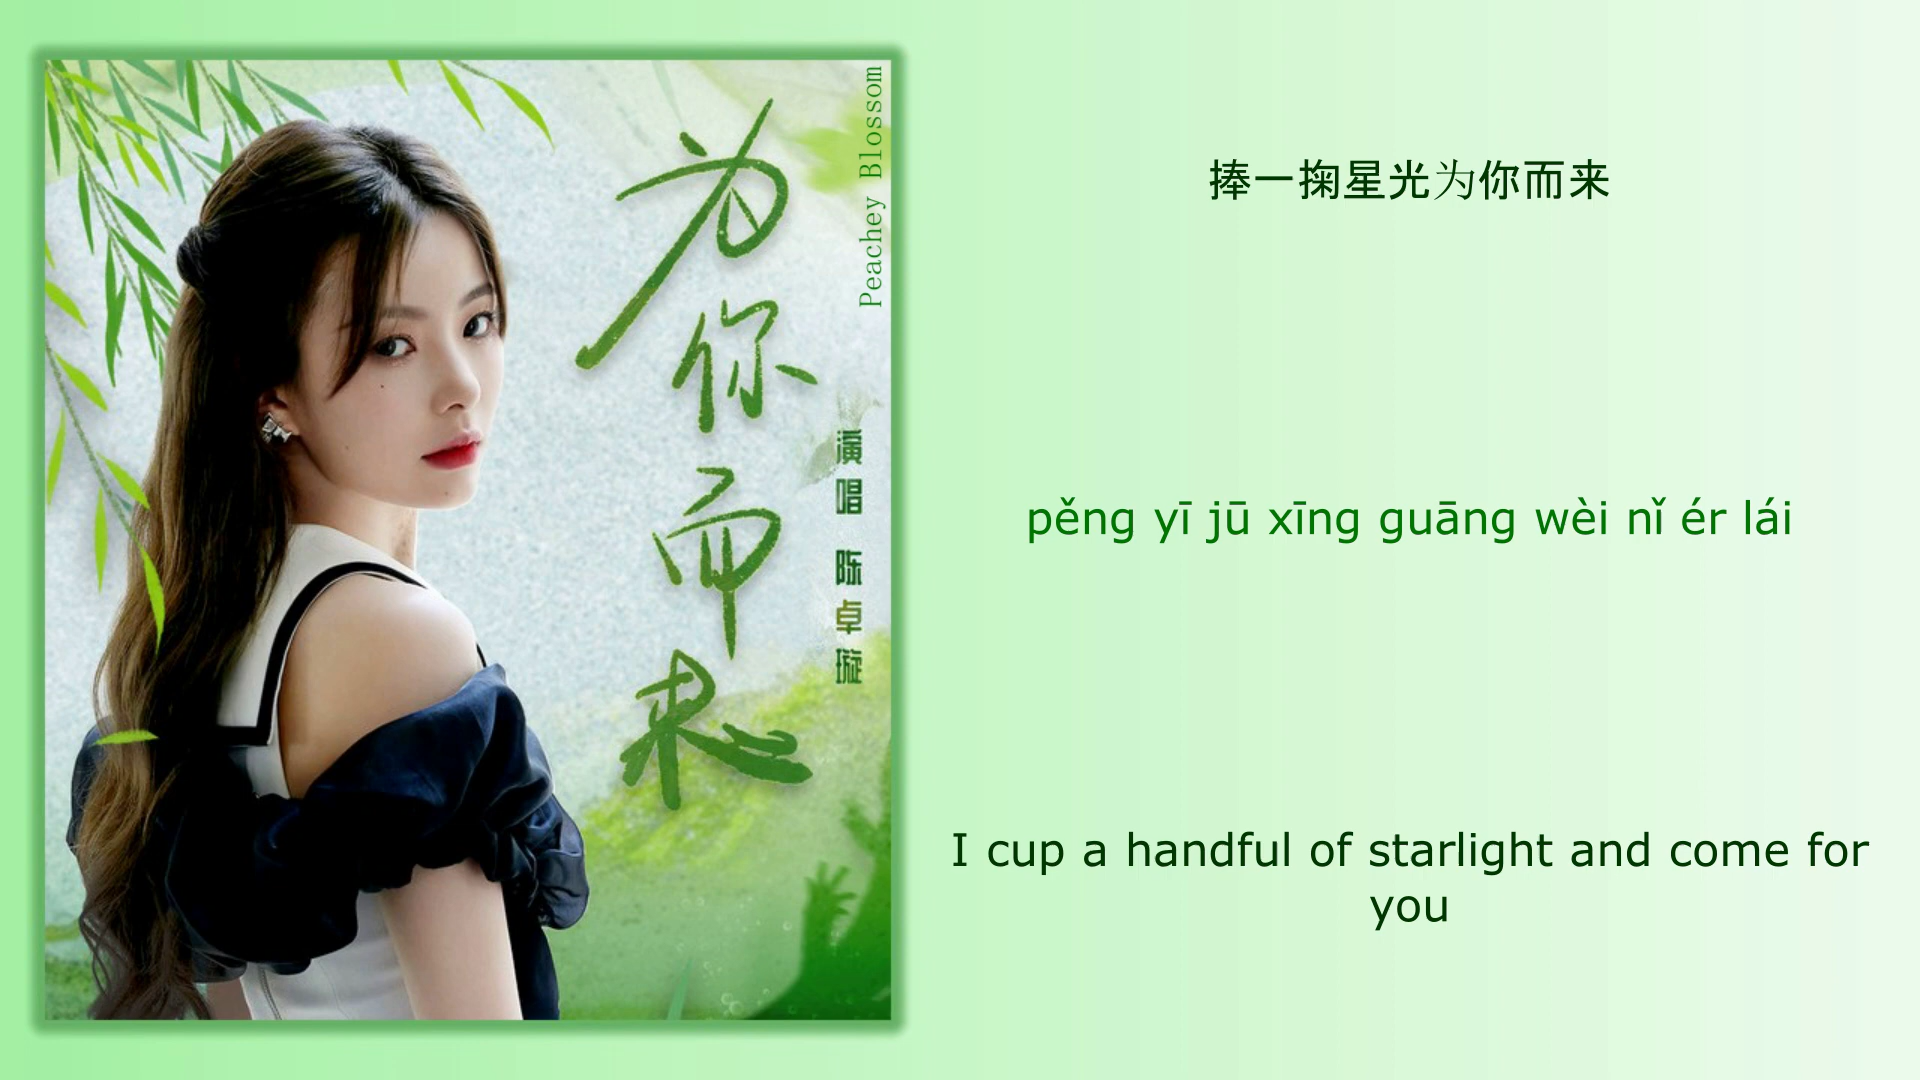 Peachey Blossom
为你而来
演唱 陈卓璇
捧一掬星光为你而来
pěng yī jū xīng guāng wèi nǐ ér lái
I cup a handful of starlight and come for
you